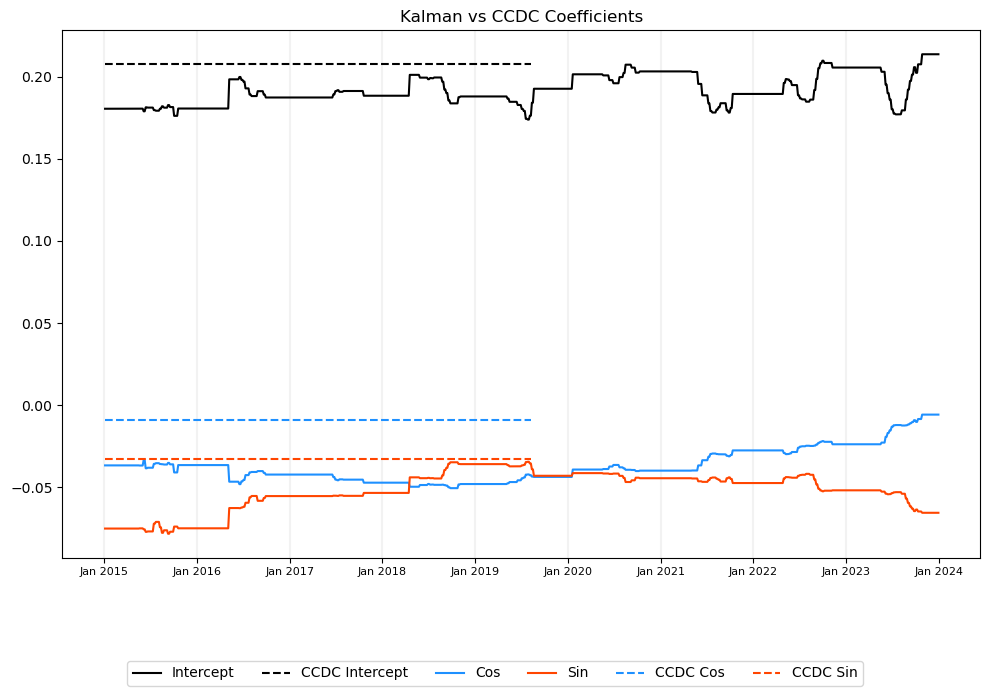 Kalman vs CCDC Coefficients
0.20
0.15
0.10
0.05
0.00
−0.05
Jan 2015 Jan 2016 Jan 2017 Jan 2018 Jan 2019 Jan 2020 Jan 2021 Jan 2022 Jan 2023 Jan 2024
Intercept CCDC Intercept Cos Sin CCDC Cos CCDC Sin